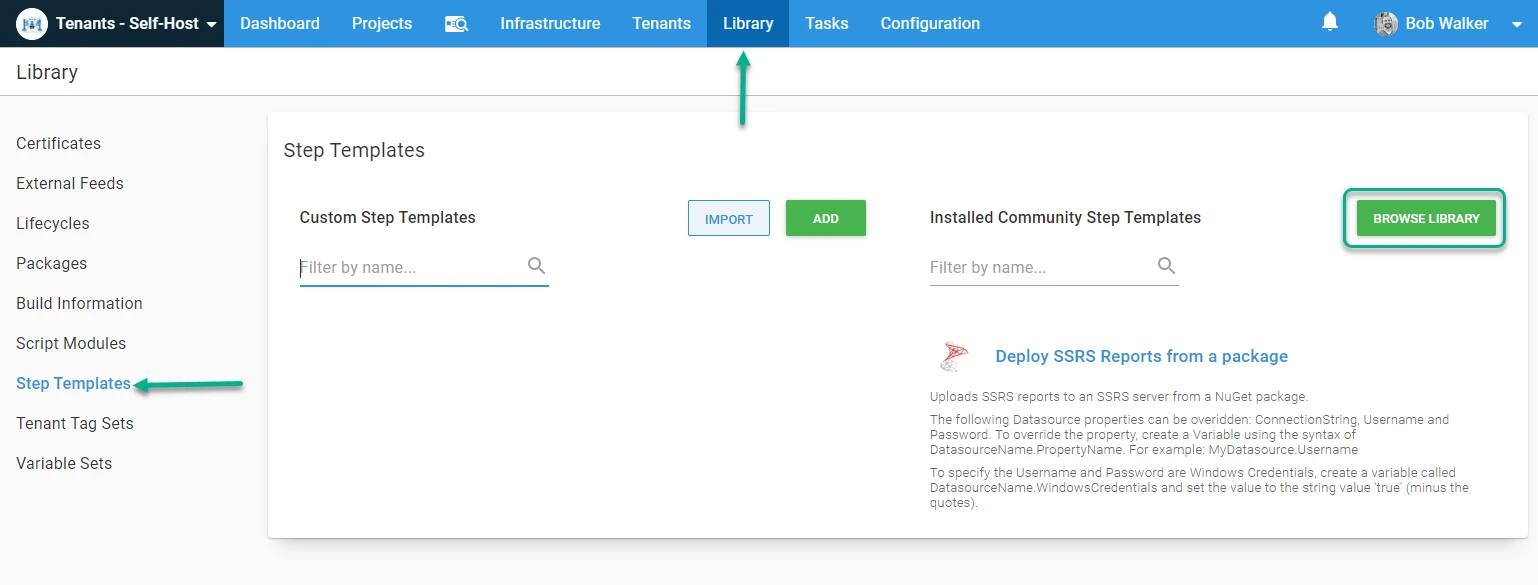 Tenants - Self-Host
Dashboard
Projects
Infrastructure
Tenants
Library
Tasks
Configuration
Bob Walker
Library
Certificates
External Feeds
Lifecycles
Packages
Build Information
Script Modules
Step Templates
Tenant Tag Sets
Variable Sets
Step Templates
Custom Step Templates
IMPORT
ADD
Filter by name...
Installed Community Step Templates
BROWSE LIBRARY
Filter by name...
Deploy SSRS Reports from a package
Uploads SSRS reports to an SSRS server from a NuGet package.
The following Datasource properties can be overidden: ConnectionString, Username and
Password. To override the property, create a Variable using the syntax of
DatasourceName.PropertyName. For example: MyDatasource.Username
To specify the Username and Password are Windows Credentials, create a variable called
DatasourceName.WindowsCredentials and set the value to the string value 'true' (minus the
quotes).